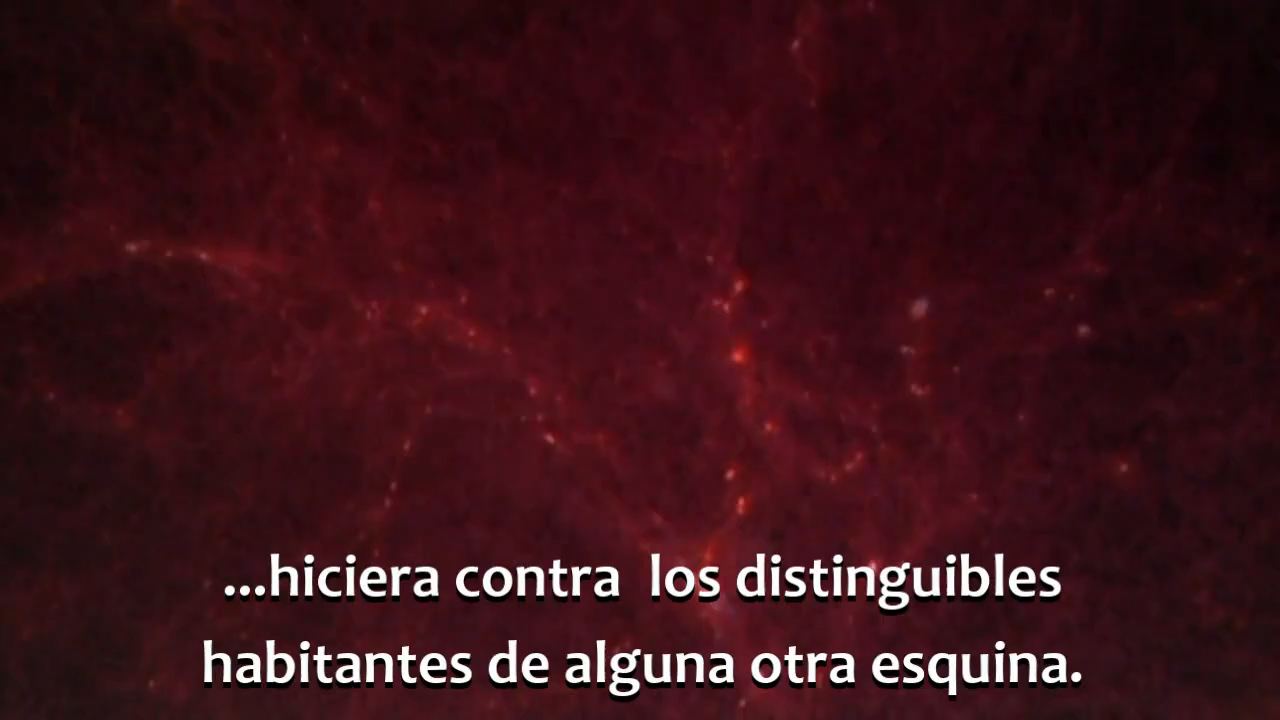 ...hiciera contra  los distinguibles
habitantes de alguna otra esquina.